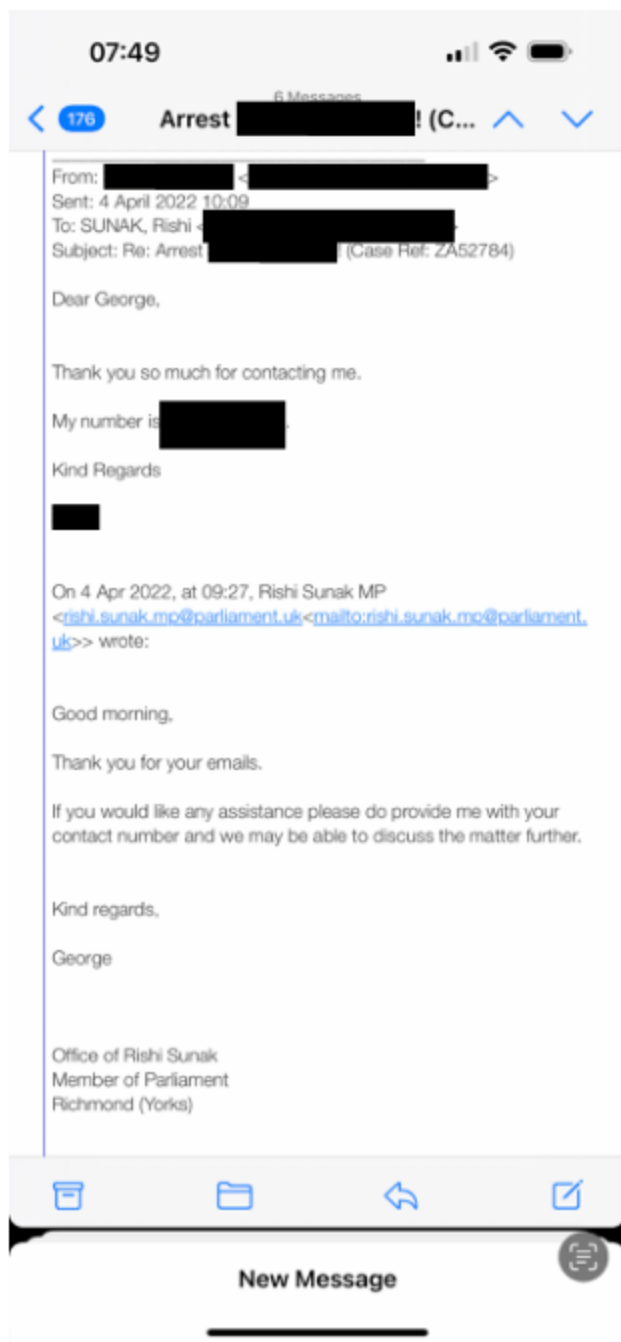 07:49
6 Messages
176
Arrest ! (C...
From: < >
Sent: 4 April 2022 10:09
To: SUNAK, Rishi <
Subject: Re: Arrest ! (Case Ref: ZA52784)
Dear George,
Thank you so much for contacting me.
My number is .
Kind Regards
On 4 Apr 2022, at 09:27, Rishi Sunak MP
<rishi.sunak.mp@parliament.uk<mailto:rishi.sunak.mp@parliament.
uk>> wrote:
Good morning,
Thank you for your emails.
If you would like any assistance please do provide me with your
contact number and we may be able to discuss the matter further.
Kind regards,
George
Office of Rishi Sunak
Member of Parliament
Richmond (Yorks)
New Message